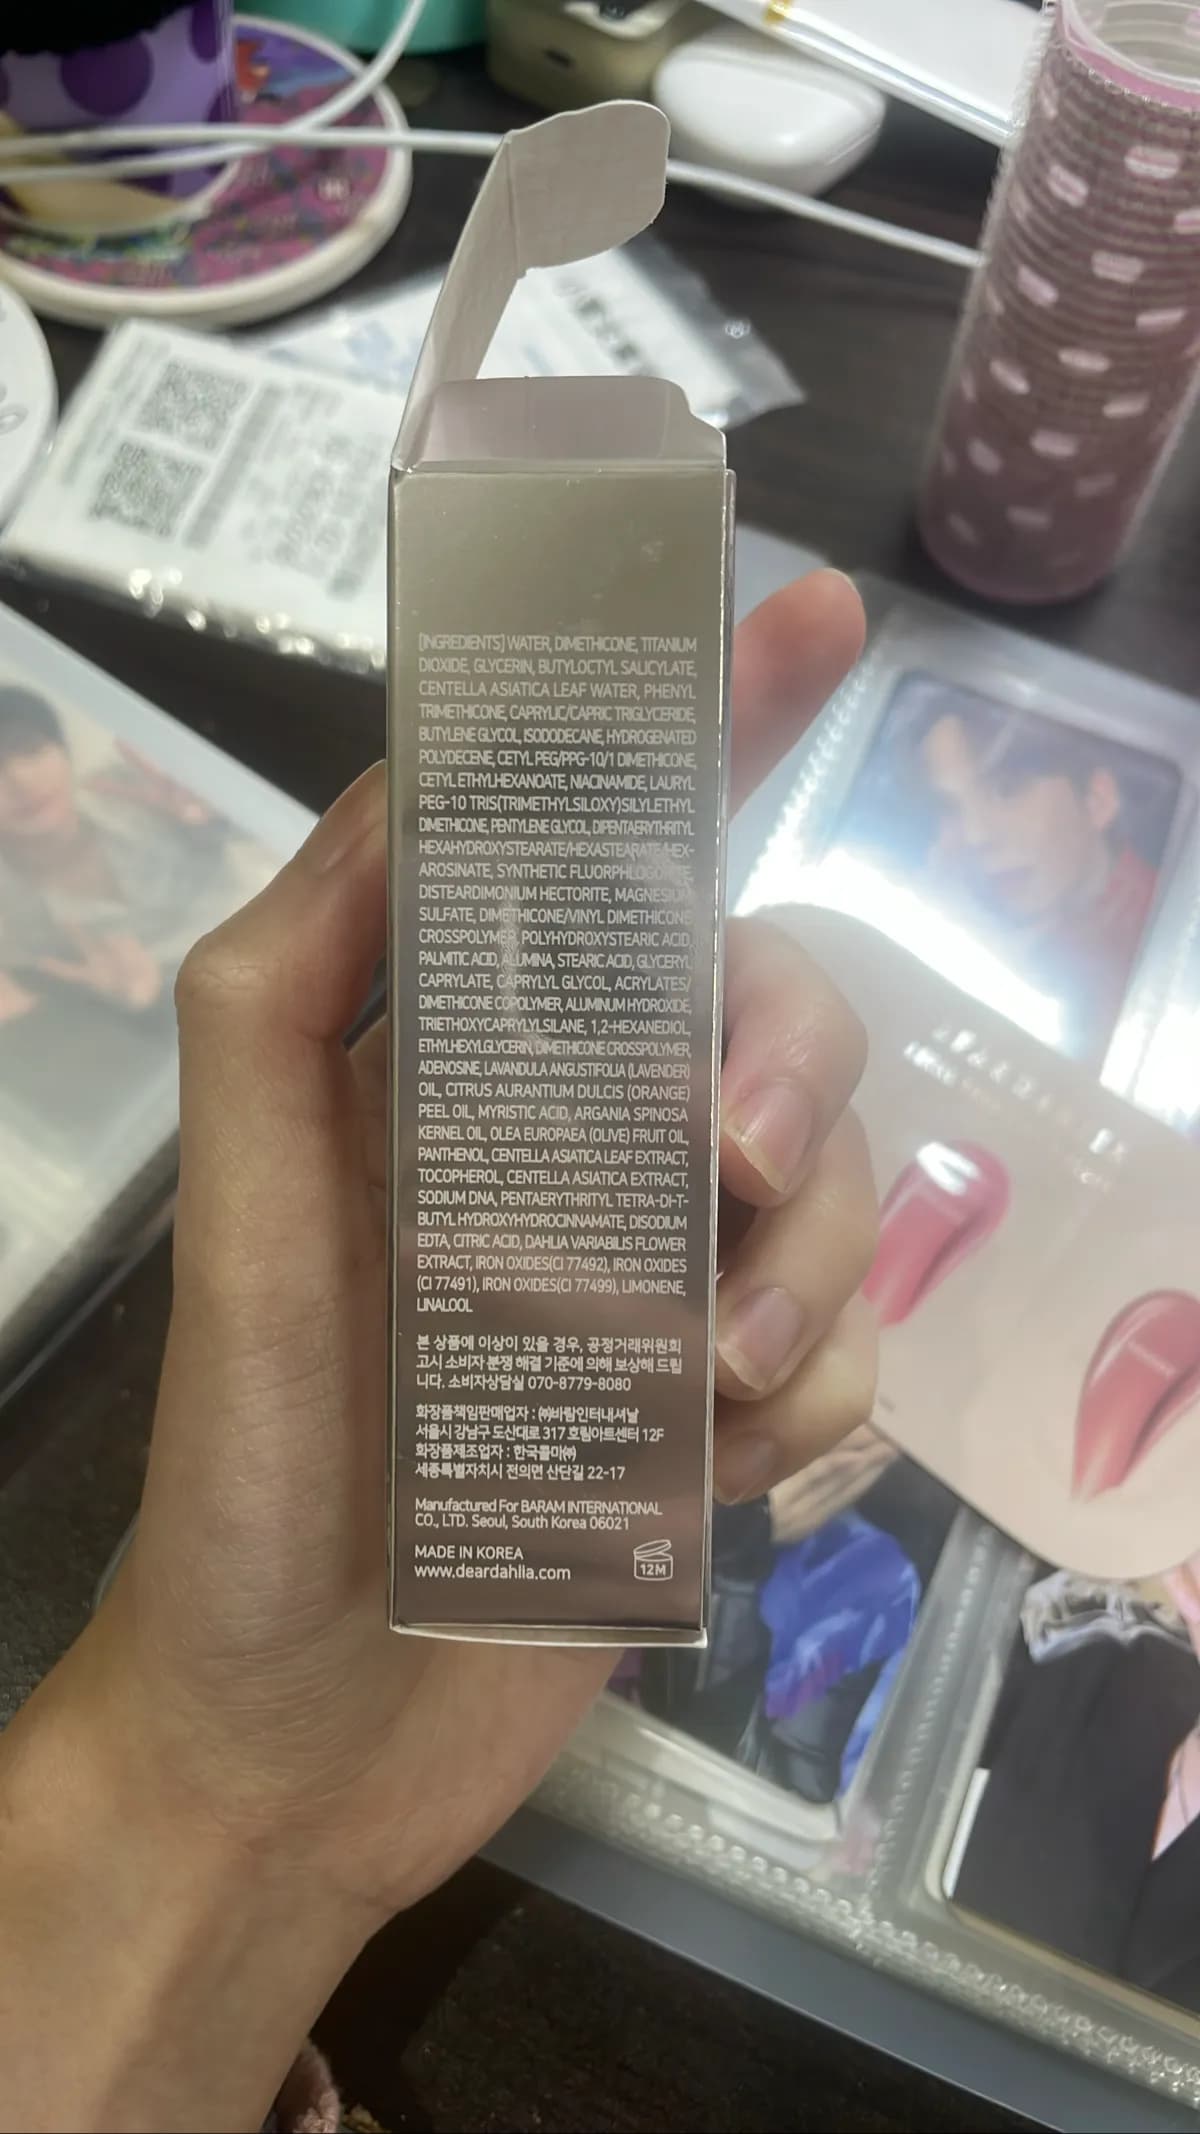 [INGREDIENTS] WATER, DIMETHICONE, TITANIUM
DIOXIDE, GLYCERIN, BUTYLOCTYL SALICYLATE,
CENTELLA ASIATICA LEAF WATER, PHENYL
TRIMETHICONE, CAPRYLIC/CAPRIC TRIGLYCERIDE,
BUTYLENE GLYCOL, ISODODECANE, HYDROGENATED
POLYDECENE, CETYL PEG/PPG-10/1 DIMETHICONE,
CETYL ETHYLHEXANOATE, NIACINAMIDE, LAURYL
PEG-10 TRIS(TRIMETHYLSILOXY)SILYLETHYL
DIMETHICONE, PENTYLENE GLYCOL, DIPENTAERYTHRITYL
HEXAHYDROXYSTEARATE/HEXASTEARATE/HEX-
AROSINATE, SYNTHETIC FLUORPHLOGOPITE,
DISTEARDIMONIUM HECTORITE, MAGNESIUM
SULFATE, DIMETHICONE/VINYL DIMETHICONE
CROSSPOLYMER, POLYHYDROXYSTEARIC ACID,
PALMITIC ACID, ALUMINA, STEARIC ACID, GLYCERYL
CAPRYLATE, CAPRYLYL GLYCOL, ACRYLATES/
DIMETHICONE COPOLYMER, ALUMINUM HYDROXIDE,
TRIETHOXYCAPRYLYLSILANE, 1,2-HEXANEDIOL,
ETHYLHEXYLGLYCERIN, DIMETHICONE CROSSPOLYMER,
ADENOSINE, LAVANDULA ANGUSTIFOLIA (LAVENDER)
OIL, CITRUS AURANTIUM DULCIS (ORANGE)
PEEL OIL, MYRISTIC ACID, ARGANIA SPINOSA
KERNEL OIL, OLEA EUROPAEA (OLIVE) FRUIT OIL,
PANTHENOL, CENTELLA ASIATICA LEAF EXTRACT,
TOCOPHEROL, CENTELLA ASIATICA EXTRACT,
SODIUM DNA, PENTAERYTHRITYL TETRA-DI-T-
BUTYL HYDROXYHYDROCINNAMATE, DISODIUM
EDTA, CITRIC ACID, DAHLIA VARIABILIS FLOWER
EXTRACT, IRON OXIDES(CI 77492), IRON OXIDES
(CI 77491), IRON OXIDES(CI 77499), LIMONENE,
LINALOOL
본 상품에 이상이 있을 경우, 공정거래위원회
고시 소비자 분쟁 해결 기준에 의해 보상해 드립
니다. 소비자상담실 070-8779-8080
화장품책임판매업자 : ㈜바람인터내셔날
서울시 강남구 도산대로 317 호림아트센터 12F
화장품제조업자 : 한국콜마㈜
세종특별자치시 전의면 산단길 22-17
Manufactured For BARAM INTERNATIONAL
CO., LTD. Seoul, South Korea 06021
MADE IN KOREA
www.deardahlia.com
12M